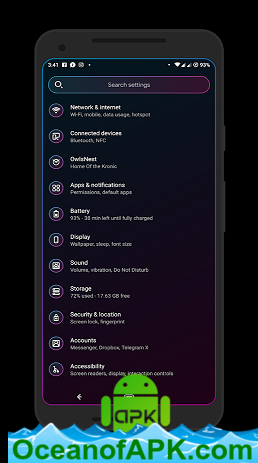 3:41
93%
Search settings
Network & internet
Wi-Fi, mobile, data usage, hotspot
Connected devices
Bluetooth, NFC
OwlsNest
Home Of the Kronic
Apps & notifications
Permissions, default apps
Battery
93% - 38 min left until fully charged
Display
Wallpaper, sleep, font size
Sound
Volume, vibration, Do Not Disturb
Storage
72% used - 17.63 GB free
Security & location
Screen lock, fingerprint
Accounts
Messenger, Dropbox, Telegram X
Accessibility
Screen readers, display, interaction controls
APK
OceanofAPK.com